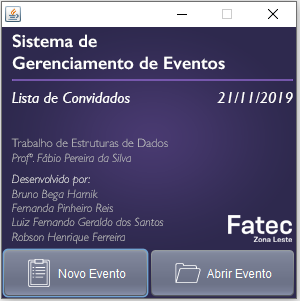 Sistema de
Gerenciamento de Eventos
Lista de Convidados 21/11/2019
Trabalho de Estruturas de Dados
Profº. Fábio Pereira da Silva
Desenvolvido por:
Bruno Bega Harnik
Fernanda Pinheiro Reis
Luiz Fernando Geraldo dos Santos
Robson Henrique Ferreira
Fatec
Zona Leste
Novo Evento
Abrir Evento